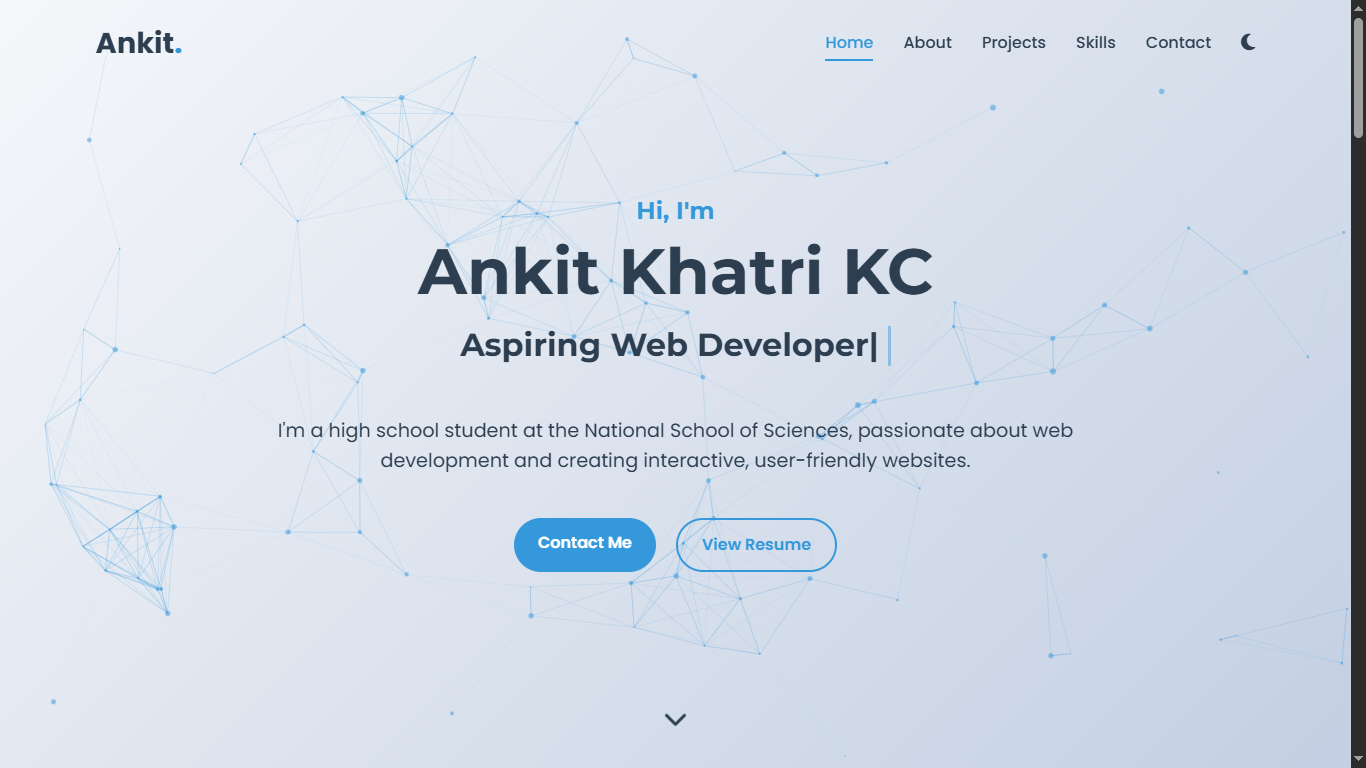 Ankit.
Home About Projects Skills Contact
Hi, I'm
Ankit Khatri KC
Aspiring Web Developer|
I'm a high school student at the National School of Sciences, passionate about web
development and creating interactive, user-friendly websites.
Contact Me View Resume